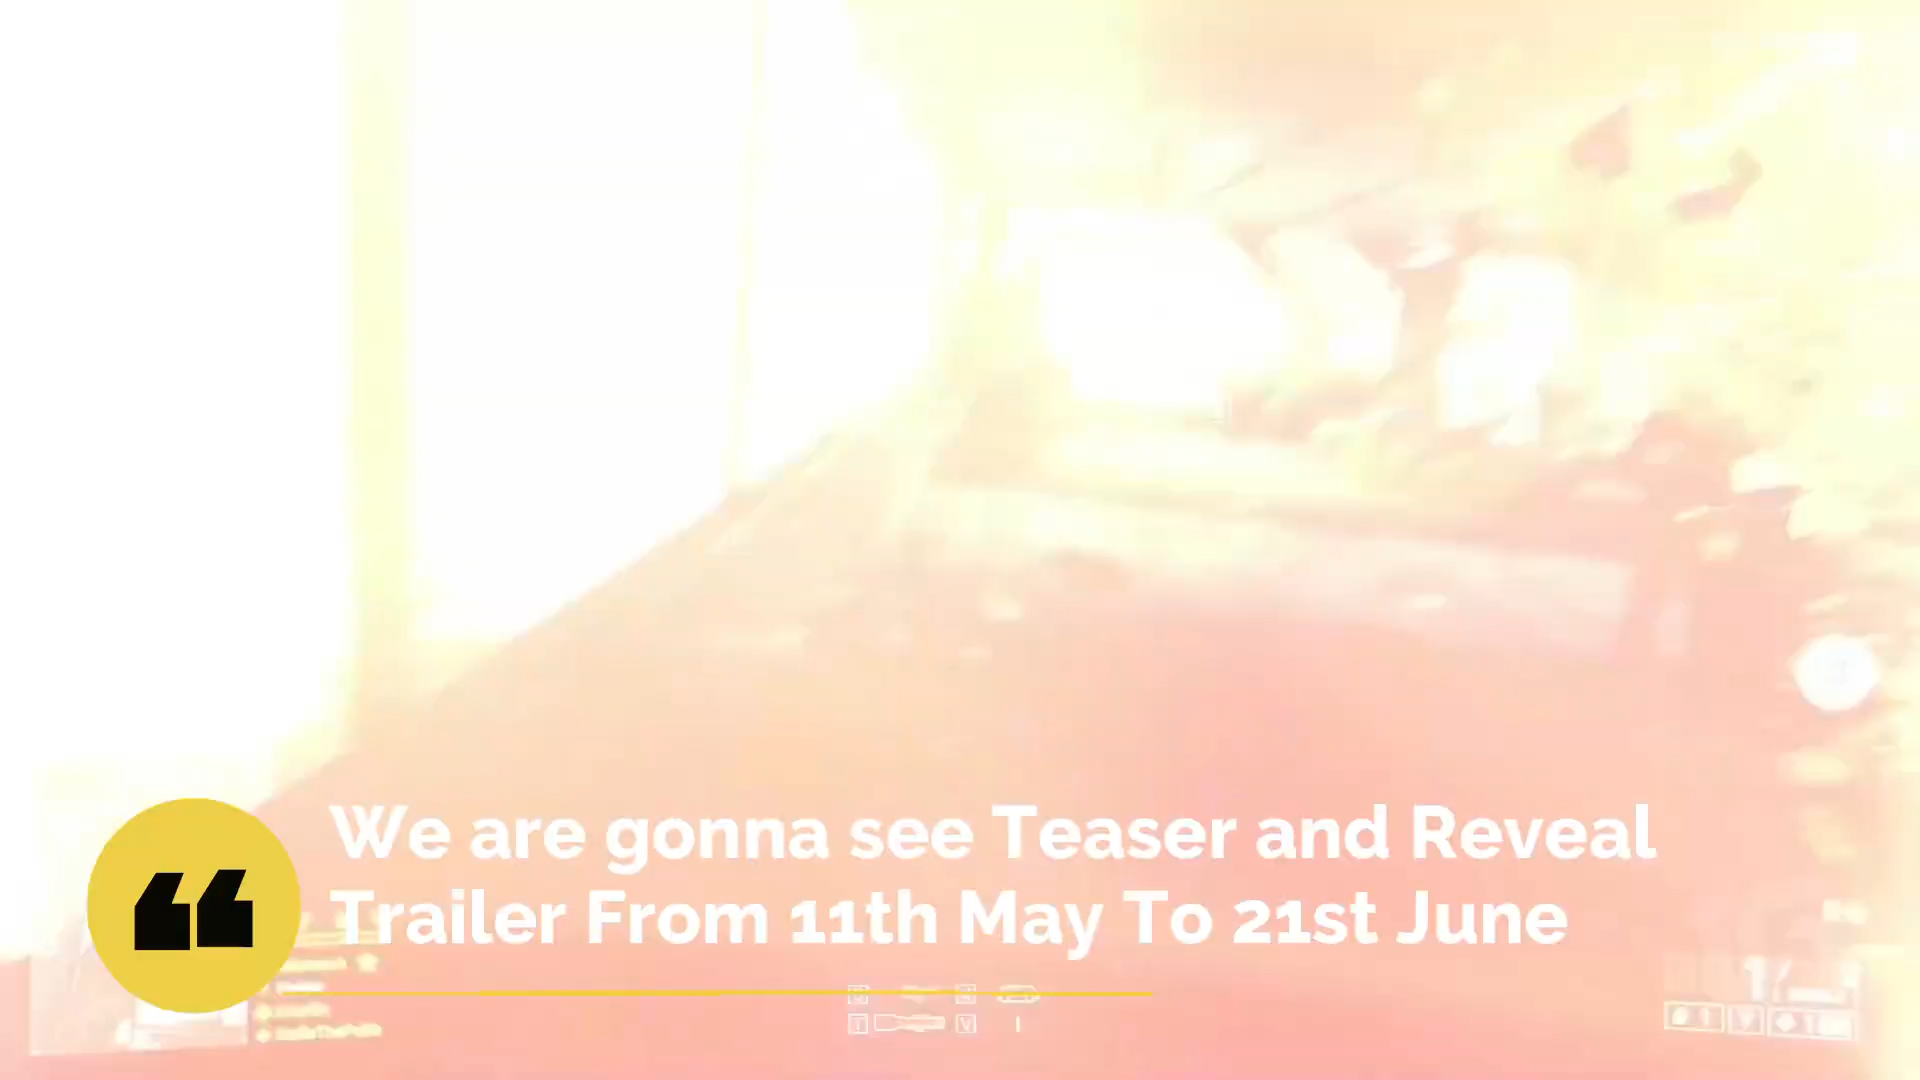 We are gonna see Teaser and Reveal
Trailer From 11th May To 21st June
T
V